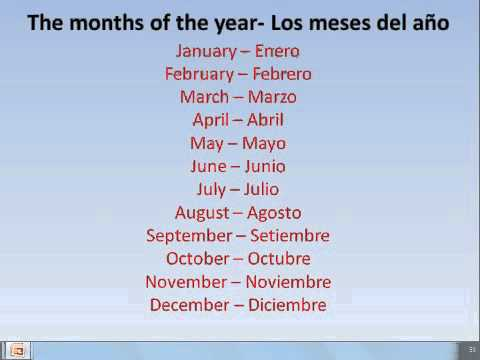 The months of the year- Los meses del año
January – Enero
February – Febrero
March – Marzo
April – Abril
May – Mayo
June – Junio
July – Julio
August – Agosto
September – Setiembre
October – Octubre
November – Noviembre
December – Diciembre